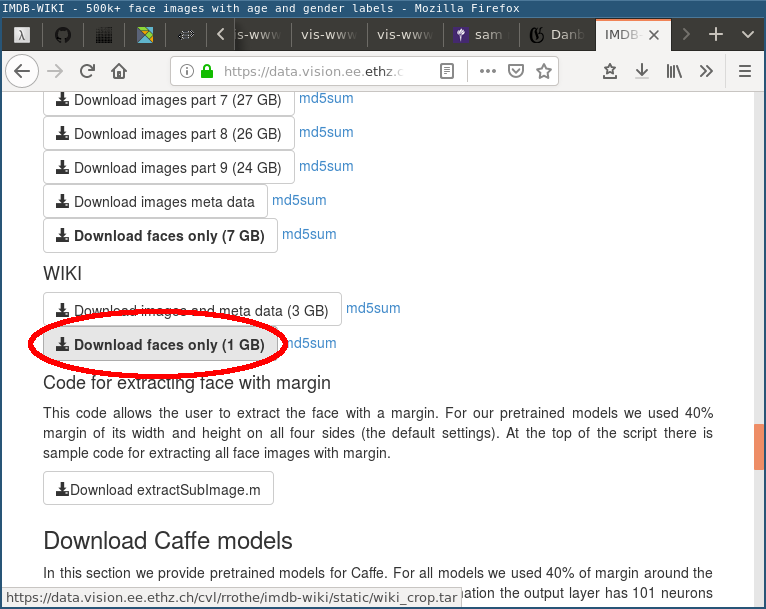 IMDB-WIKI - 500k+ face images with age and gender labels - Mozilla Firefox
λ is-www vis-www vis-www sam Danb IMDB-
https://data.vision.ee.ethz.c
Download images part 7 (27 GB) md5sum
Download images part 8 (26 GB) md5sum
Download images part 9 (24 GB) md5sum
Download images meta data md5sum
Download faces only (7 GB) md5sum
WIKI
Download images and meta data (3 GB) md5sum
Download faces only (1 GB) md5sum
Code for extracting face with margin
This code allows the user to extract the face with a margin. For our pretrained models we used 40%
margin of its width and height on all four sides (the default settings). At the top of the script there is
sample code for extracting all face images with margin.
Download extractSubImage.m
Download Caffe models
In this section we provide pretrained models for Caffe. For all models we used 40% of margin around the
https://data.vision.ee.ethz.ch/cvl/rrothe/imdb-wiki/static/wiki_crop.tar nation the output layer has 101 neurons